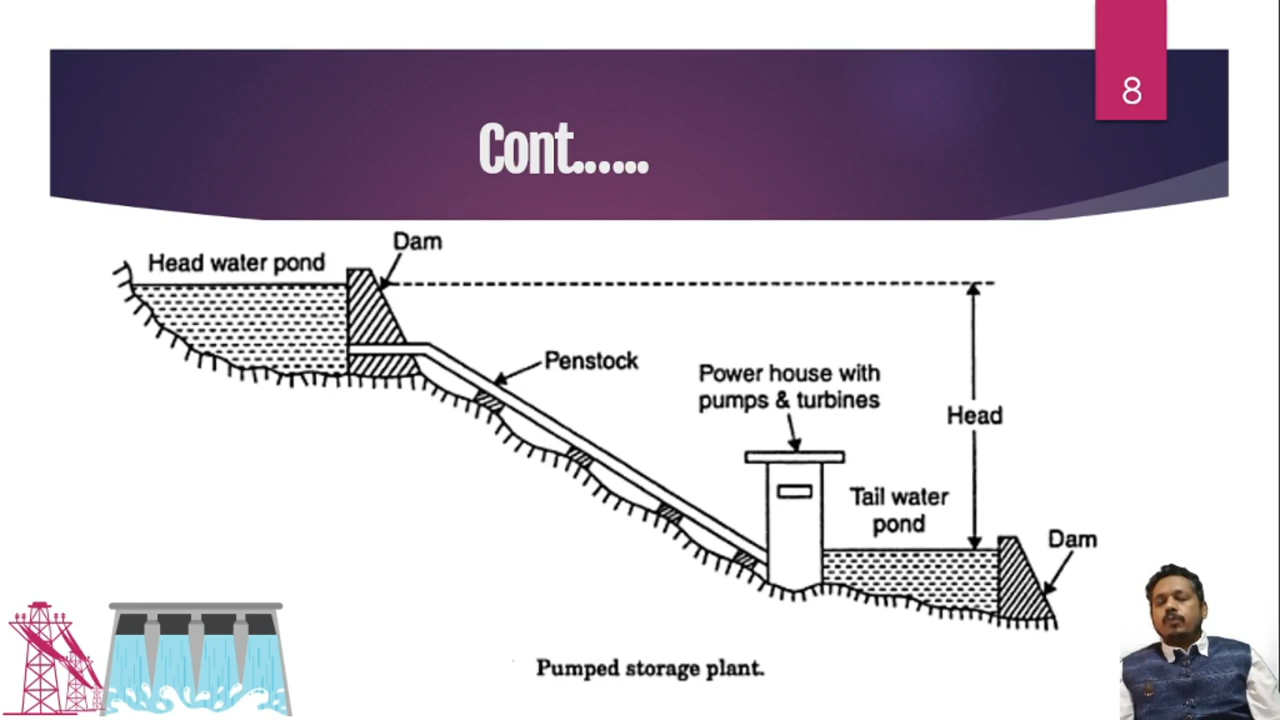 8
Cont......
Dam
Head water pond
Penstock
Power house with
pumps & turbines
Head
Tail water
pond
Dam
Pumped storage plant.